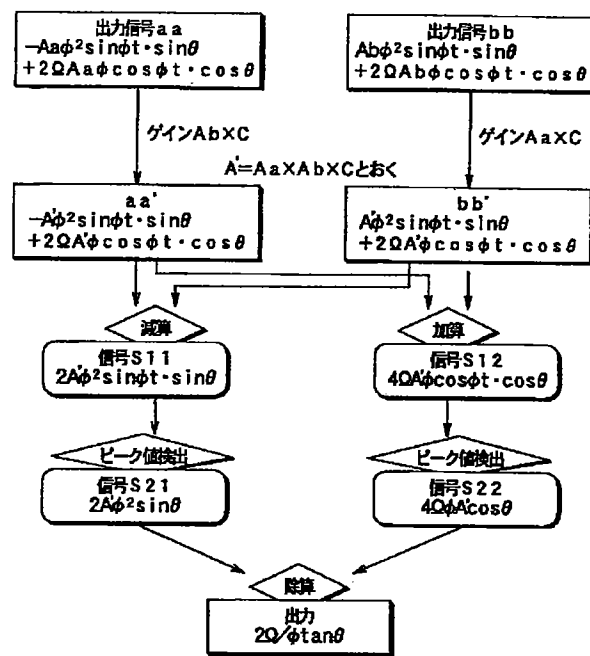 出力信号aa
−Aaφ²sinφt・sinθ
+2ΩAaφcosφt・cosθ
出力信号bb
Abφ²sinφt・sinθ
+2ΩAbφcosφt・cosθ
ゲインAb×C
ゲインAa×C
A'=Aa×Ab×Cとおく
aa'
−A'φ²sinφt・sinθ
+2ΩA'φcosφt・cosθ
bb'
A'φ²sinφt・sinθ
+2ΩA'φcosφt・cosθ
減算
加算
信号S11
2A'φ²sinφt・sinθ
信号S12
4ΩA'φcosφt・cosθ
ピーク値検出
ピーク値検出
信号S21
2A'φ²sinθ
信号S22
4ΩφA'cosθ
除算
出力
2Ω/φtanθ